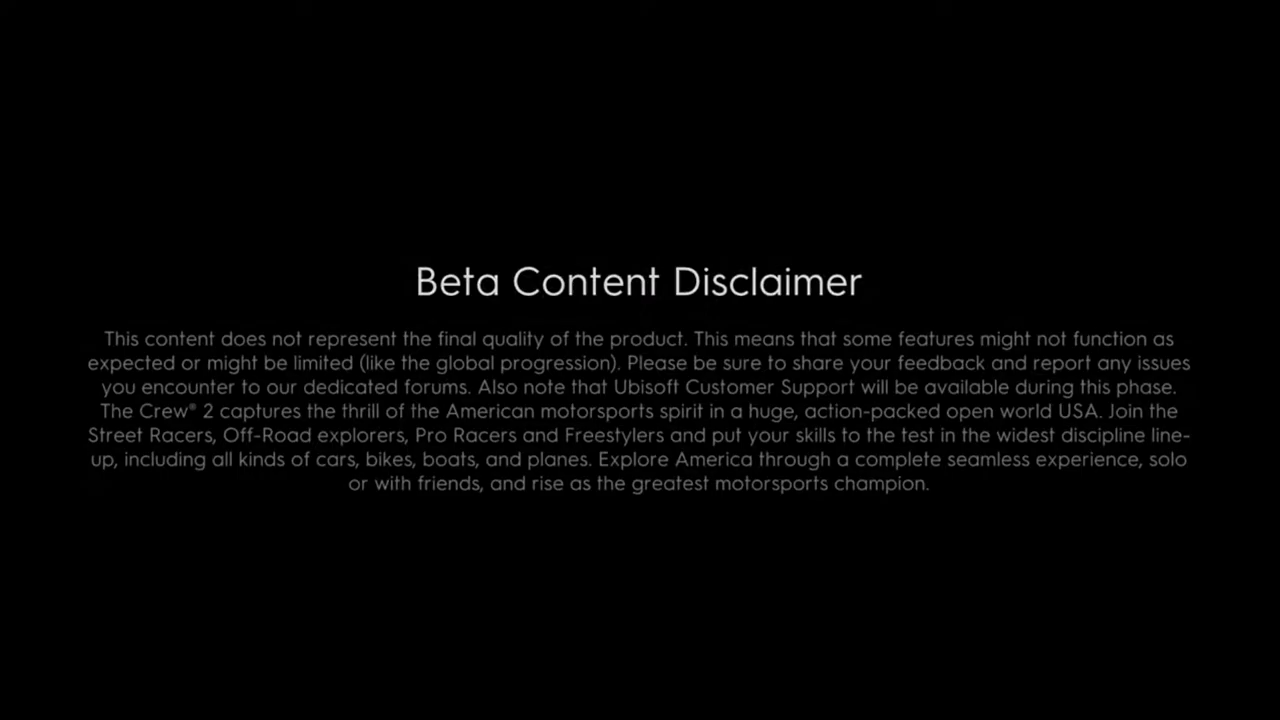 Beta Content Disclaimer
This content does not represent the final quality of the product. This means that some features might not function as
expected or might be limited (like the global progression). Please be sure to share your feedback and report any issues
you encounter to our dedicated forums. Also note that Ubisoft Customer Support will be available during this phase.
The Crew® 2 captures the thrill of the American motorsports spirit in a huge, action-packed open world USA. Join the
Street Racers, Off-Road explorers, Pro Racers and Freestylers and put your skills to the test in the widest discipline line-
up, including all kinds of cars, bikes, boats, and planes. Explore America through a complete seamless experience, solo
or with friends, and rise as the greatest motorsports champion.